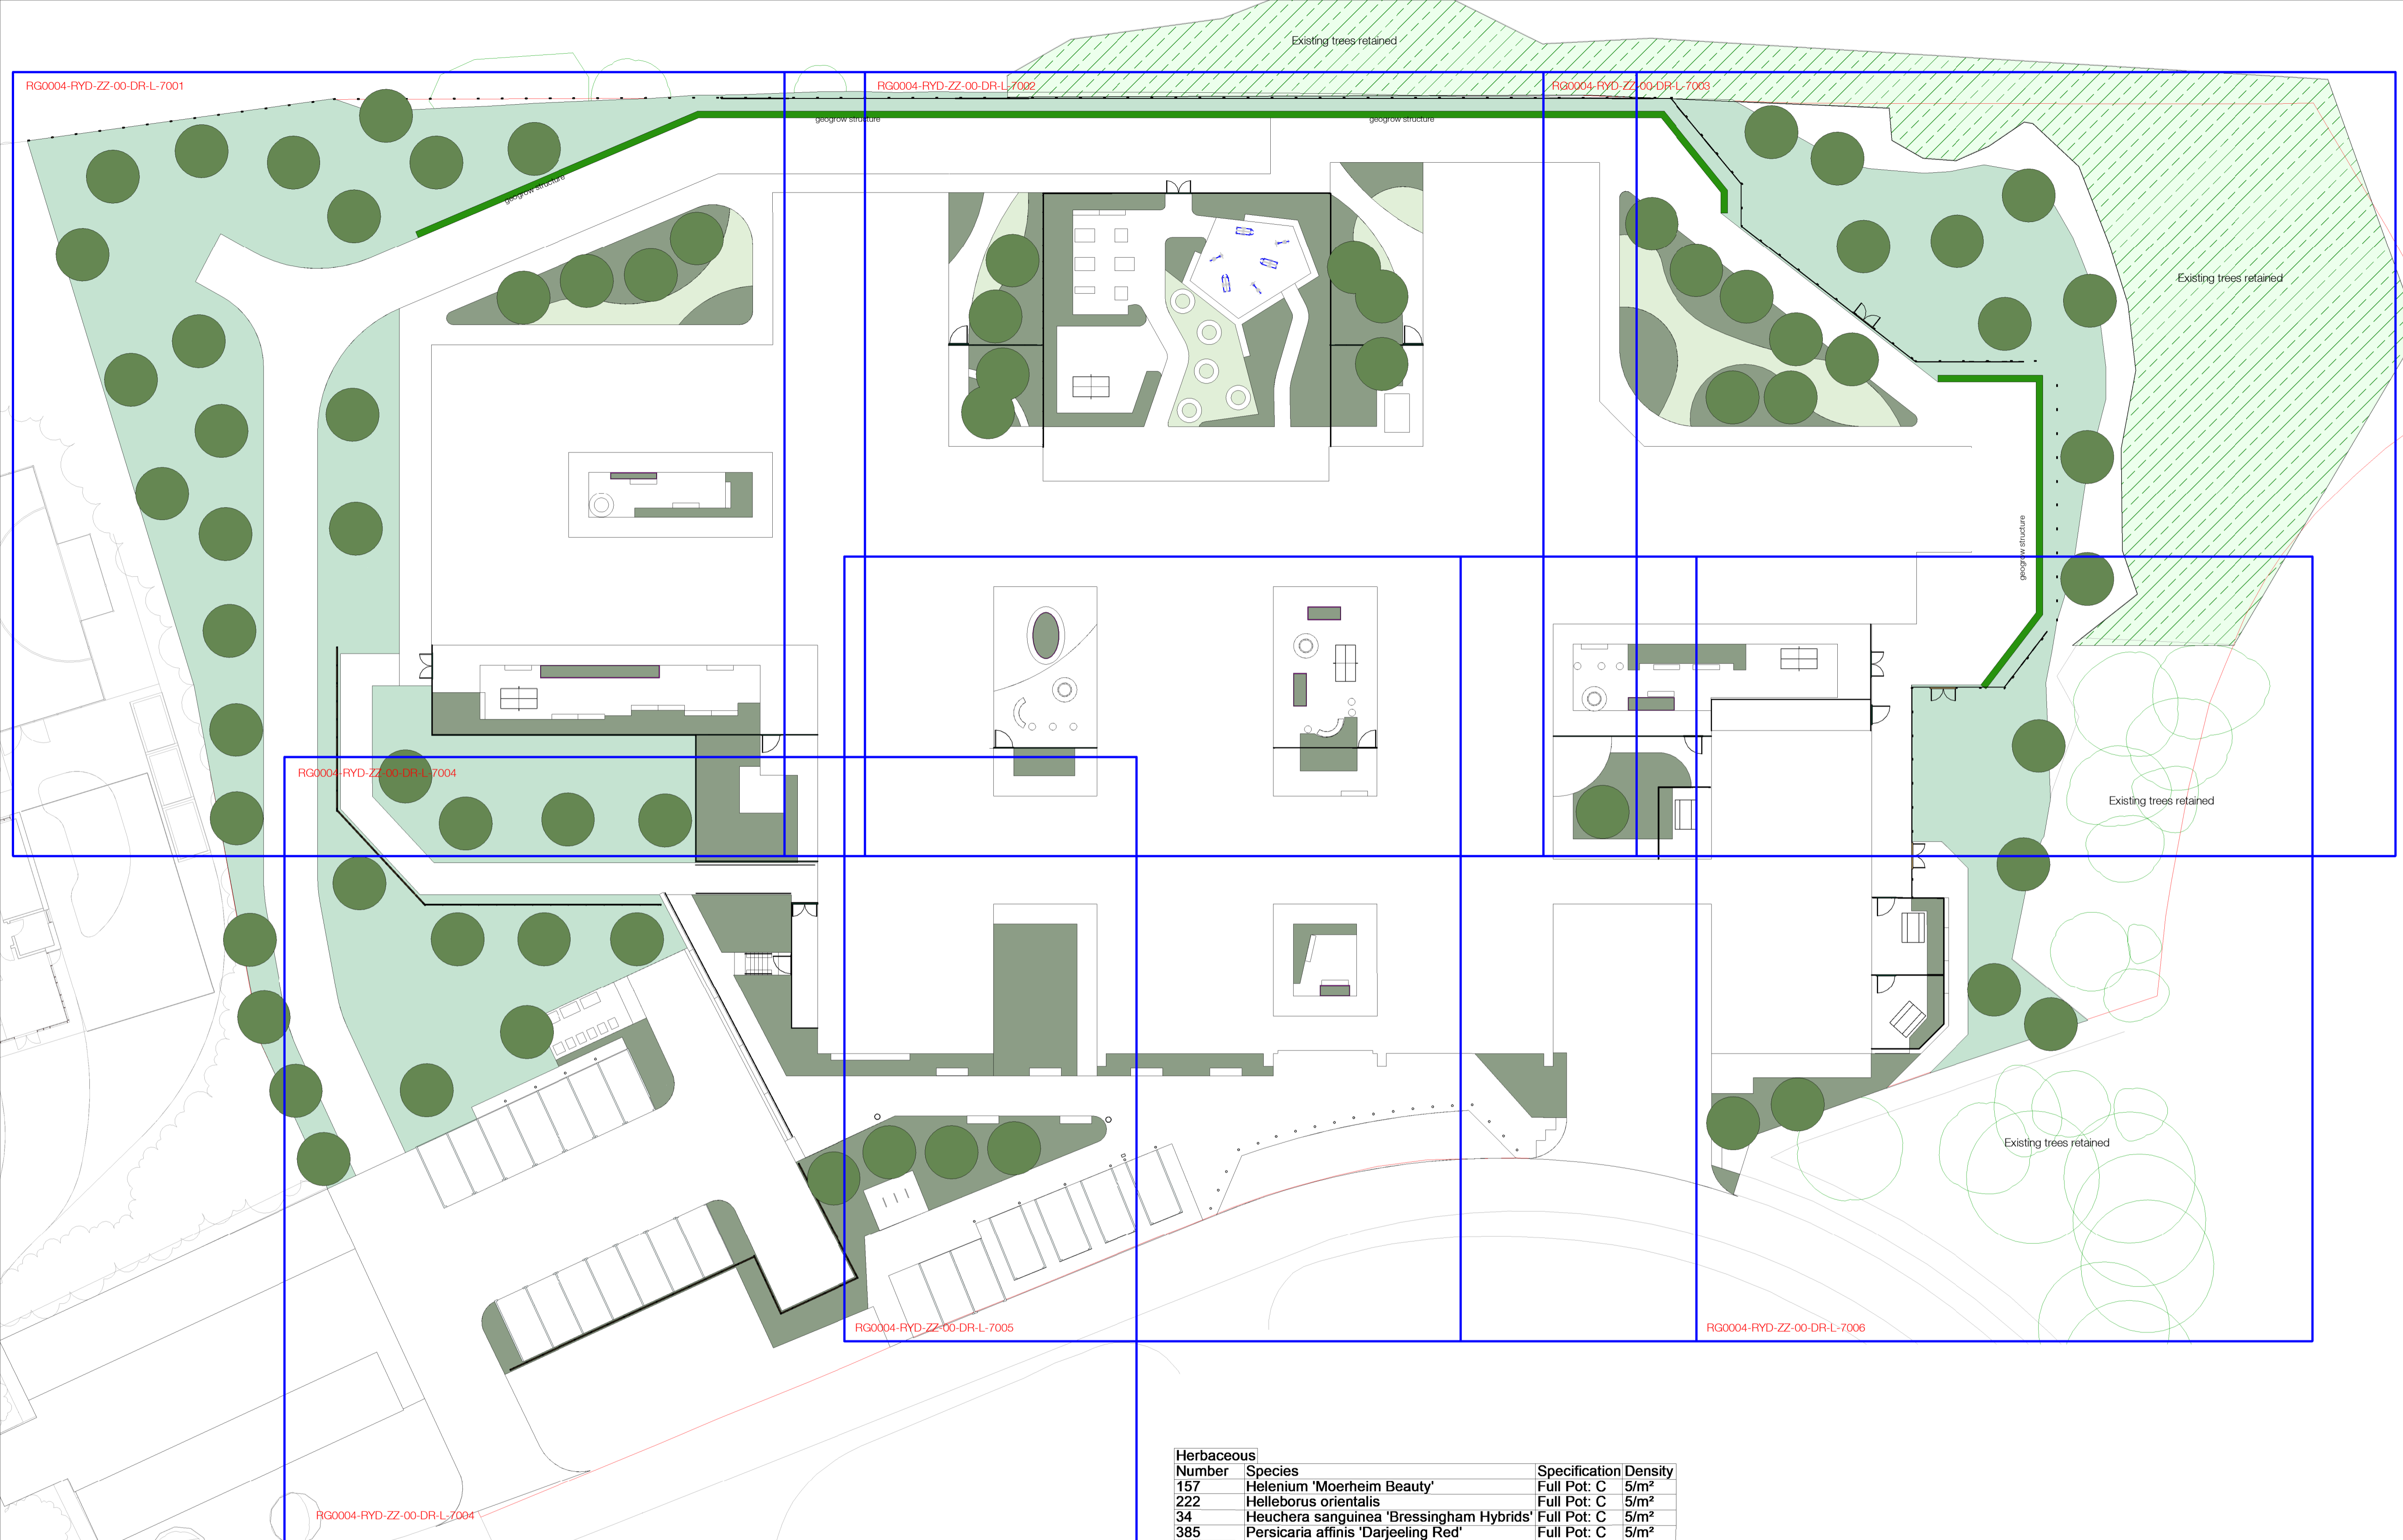 Existing trees retained
RG0004-RYD-ZZ-00-DR-L-7001
RG0004-RYD-ZZ-00-DR-L-7002
RG0004-RYD-ZZ-00-DR-L-7003
geogrow structure
geogrow structure
geogrow structure
Existing trees retained
geogrow structure
RG0004-RYD-ZZ-00-DR-L-7004
Existing trees retained
Existing trees retained
RG0004-RYD-ZZ-00-DR-L-7005
RG0004-RYD-ZZ-00-DR-L-7006
RG0004-RYD-ZZ-00-DR-L-7004
Herbaceous
Number Species Specification Density
157 Helenium 'Moerheim Beauty' Full Pot: C 5/m²
222 Helleborus orientalis Full Pot: C 5/m²
34 Heuchera sanguinea 'Bressingham Hybrids' Full Pot: C 5/m²
385 Persicaria affinis 'Darjeeling Red' Full Pot: C 5/m²